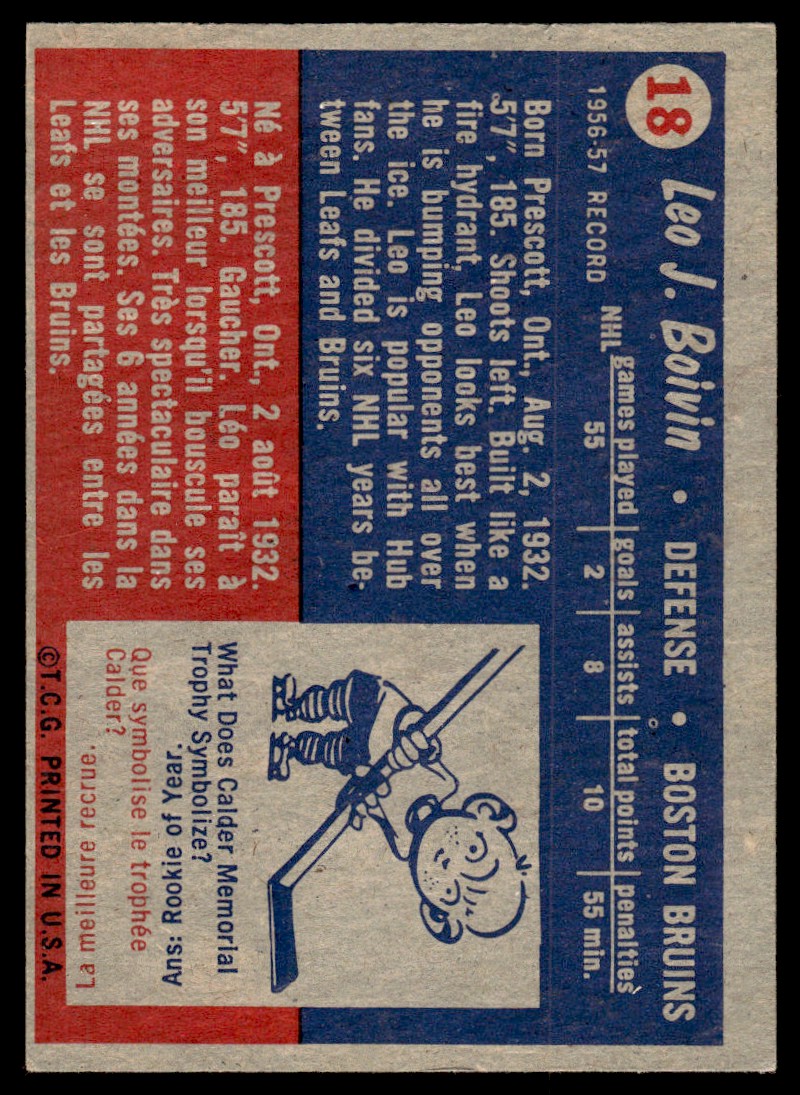 18 Leo J. Boivin • DEFENSE • BOSTON BRUINS
games played goals assists total points penalties
1956-57 RECORD NHL 55 2 8 10 55 min.
Born Prescott, Ont., Aug. 2, 1932.
5'7", 185. Shoots left. Built like a
fire hydrant, Leo looks best when
he is bumping opponents all over
the ice. Leo is popular with Hub
fans. He divided six NHL years be-
tween Leafs and Bruins.
Né à Prescott, Ont., 2 août 1932.
5'7", 185. Gaucher. Léo paraît à
son meilleur lorsqu'il bouscule ses
adversaires. Très spectaculaire dans
ses montées. Ses 6 années dans la
NHL se sont partagées entre les
Leafs et les Bruins.
What Does Calder Memorial
Trophy Symbolize?
Ans: Rookie of Year.
Que symbolise le trophée
Calder?
La meilleure recrue.
©T.C.G. PRINTED IN U.S.A.